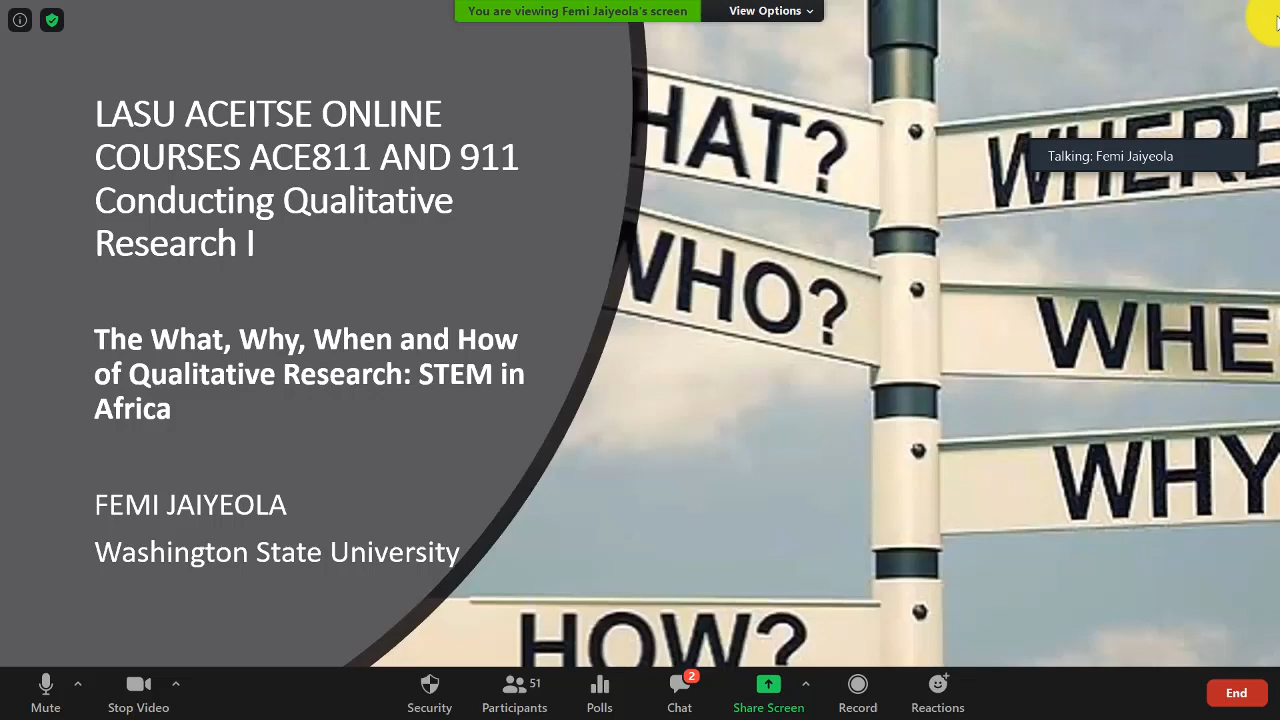 You are viewing Femi Jaiyeola's screen
View Options
LASU ACEITSE ONLINE
COURSES ACE811 AND 911
Conducting Qualitative
Research I
The What, Why, When and How
of Qualitative Research: STEM in
Africa
FEMI JAIYEOLA
Washington State University
HAT?
WHERE
Talking: Femi Jaiyeola
WHO?
WHE
WHY
HOW?
Mute
Stop Video
Security
Participants
51
Polls
Chat
2
Share Screen
Record
Reactions
End